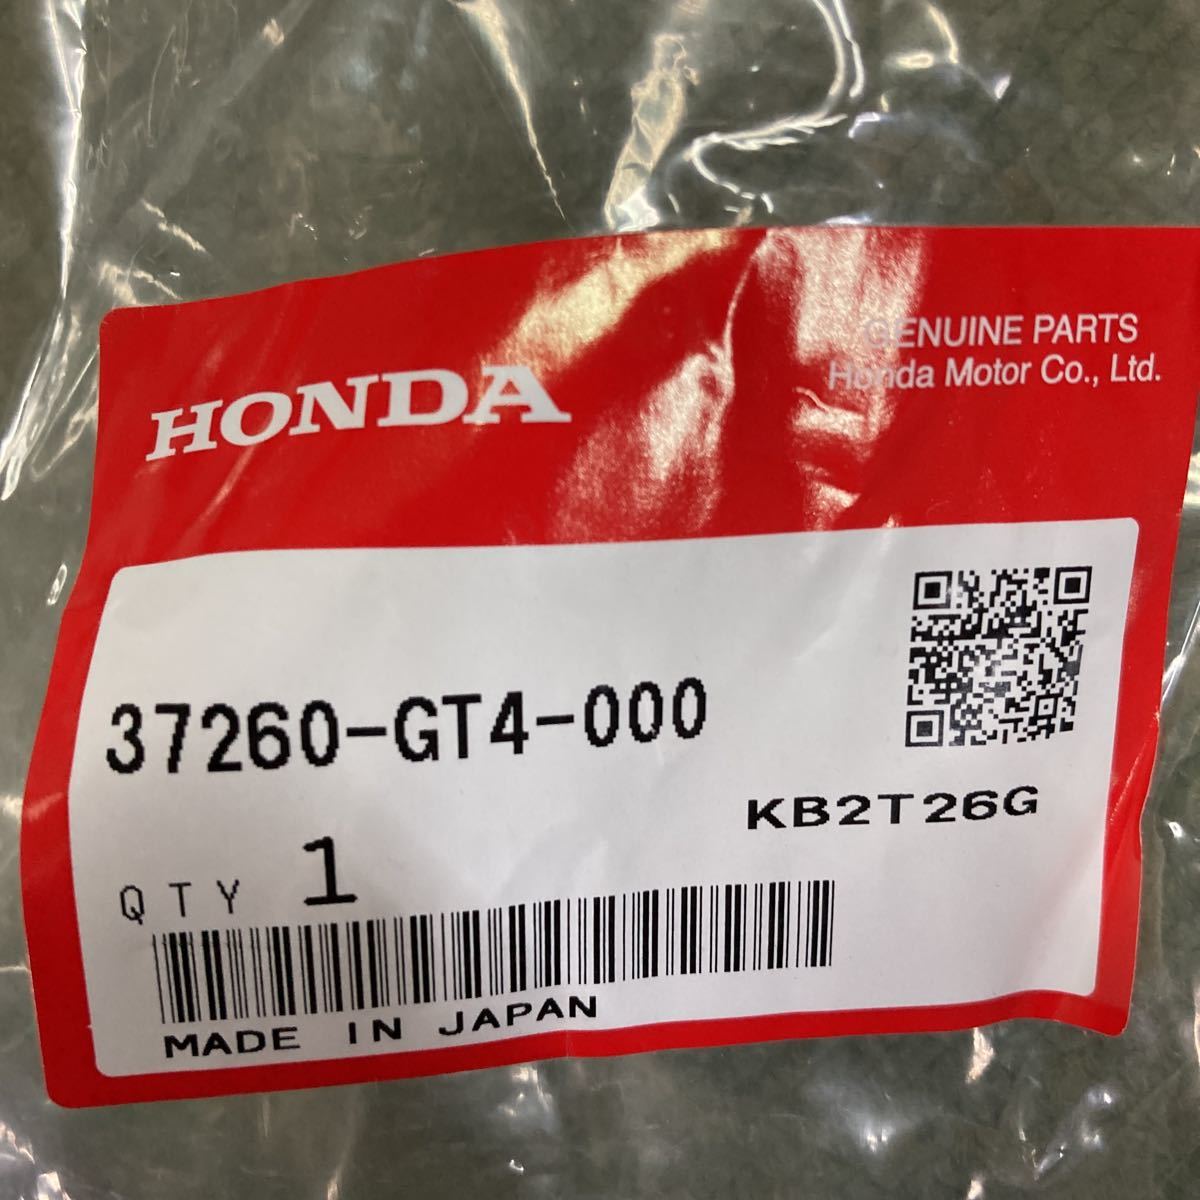 HONDA
GENUINE PARTS
Honda Motor Co., Ltd.
37260-GT4-000
KB2T26G
QTY 1
MADE IN JAPAN